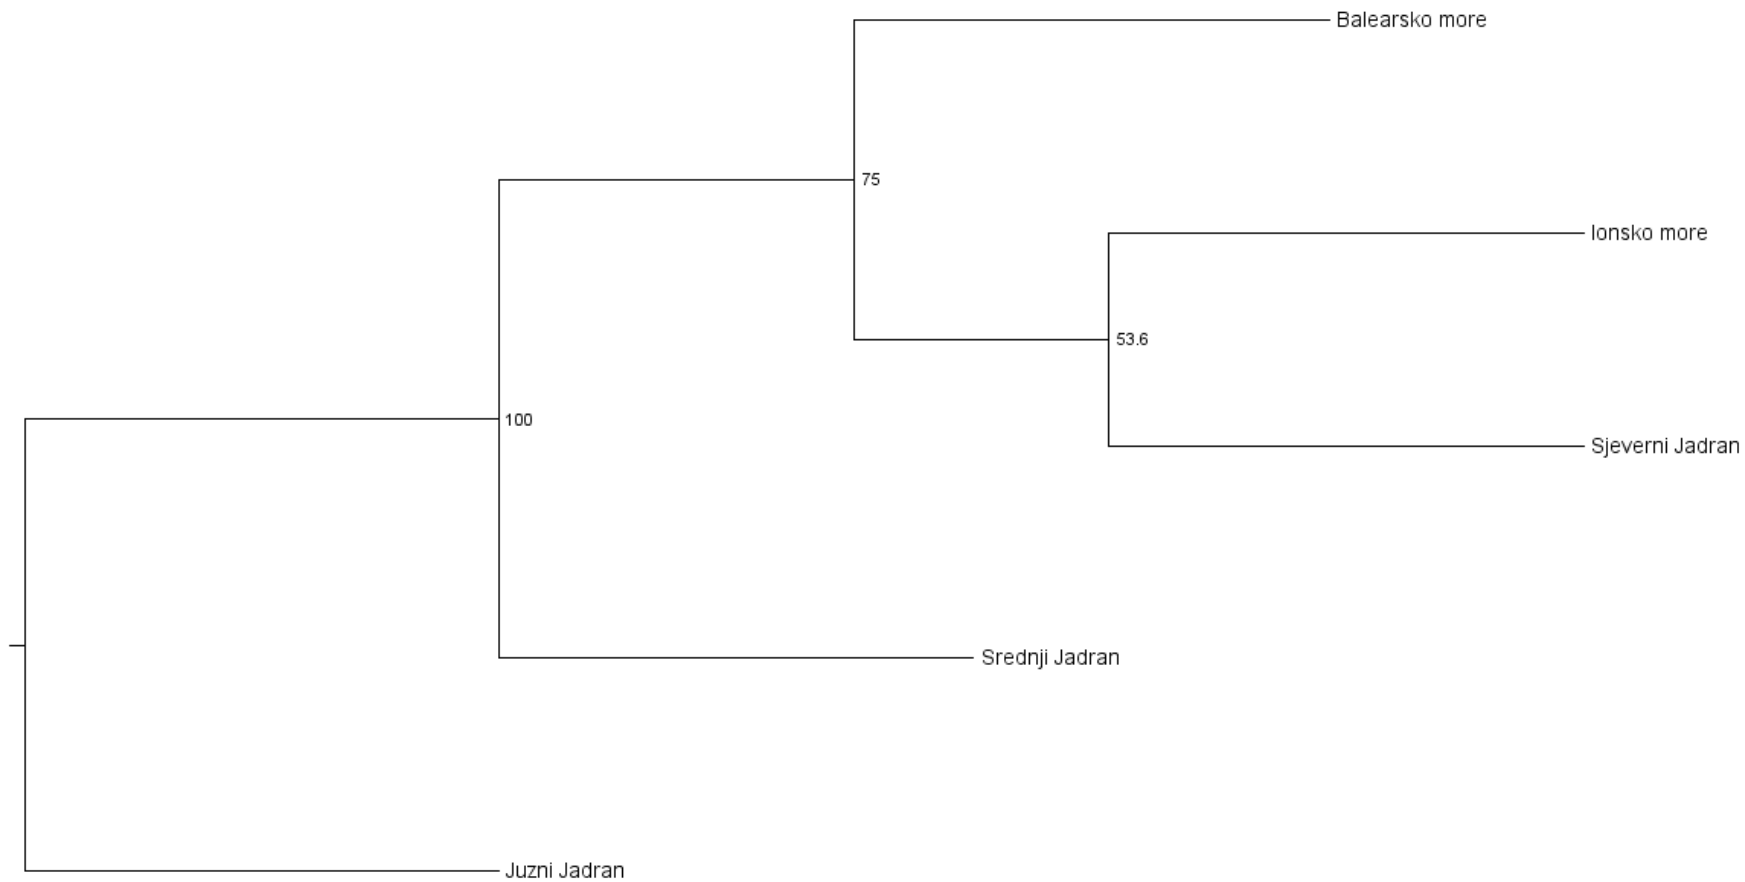 Balearsko more
75
Ionsko more
53.6
Sjeverni Jadran
100
Srednji Jadran
Juzni Jadran